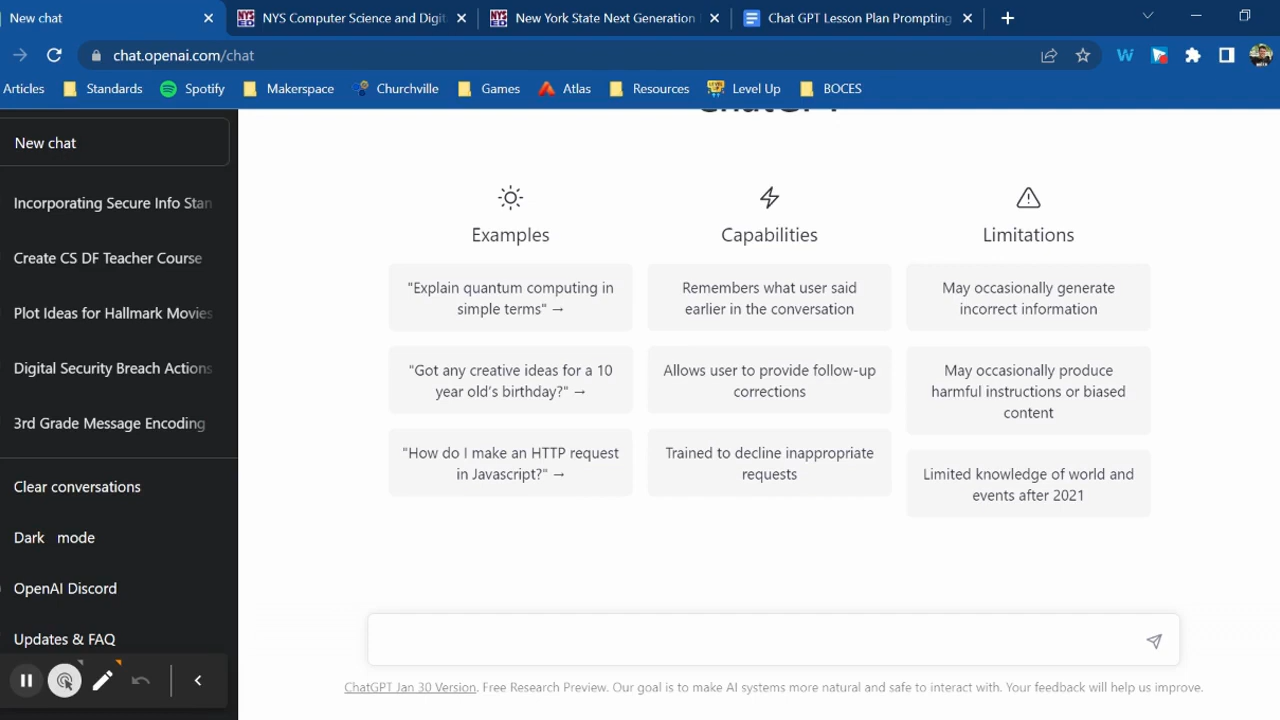 New chat
NYS Computer Science and Digit
New York State Next Generation
Chat GPT Lesson Plan Prompting
chat.openai.com/chat
Articles
Standards
Spotify
Makerspace
Churchville
Games
Atlas
Resources
Level Up
BOCES
New chat
Incorporating Secure Info Stan
Create CS DF Teacher Course
Plot Ideas for Hallmark Movies
Digital Security Breach Actions
3rd Grade Message Encoding
Clear conversations
Dark mode
OpenAI Discord
Updates & FAQ
ChatGPT
Examples
"Explain quantum computing in
simple terms" →
"Got any creative ideas for a 10
year old's birthday?" →
"How do I make an HTTP request
in Javascript?" →
Capabilities
Remembers what user said
earlier in the conversation
Allows user to provide follow-up
corrections
Trained to decline inappropriate
requests
Limitations
May occasionally generate
incorrect information
May occasionally produce
harmful instructions or biased
content
Limited knowledge of world and
events after 2021
ChatGPT Jan 30 Version. Free Research Preview. Our goal is to make AI systems more natural and safe to interact with. Your feedback will help us improve.